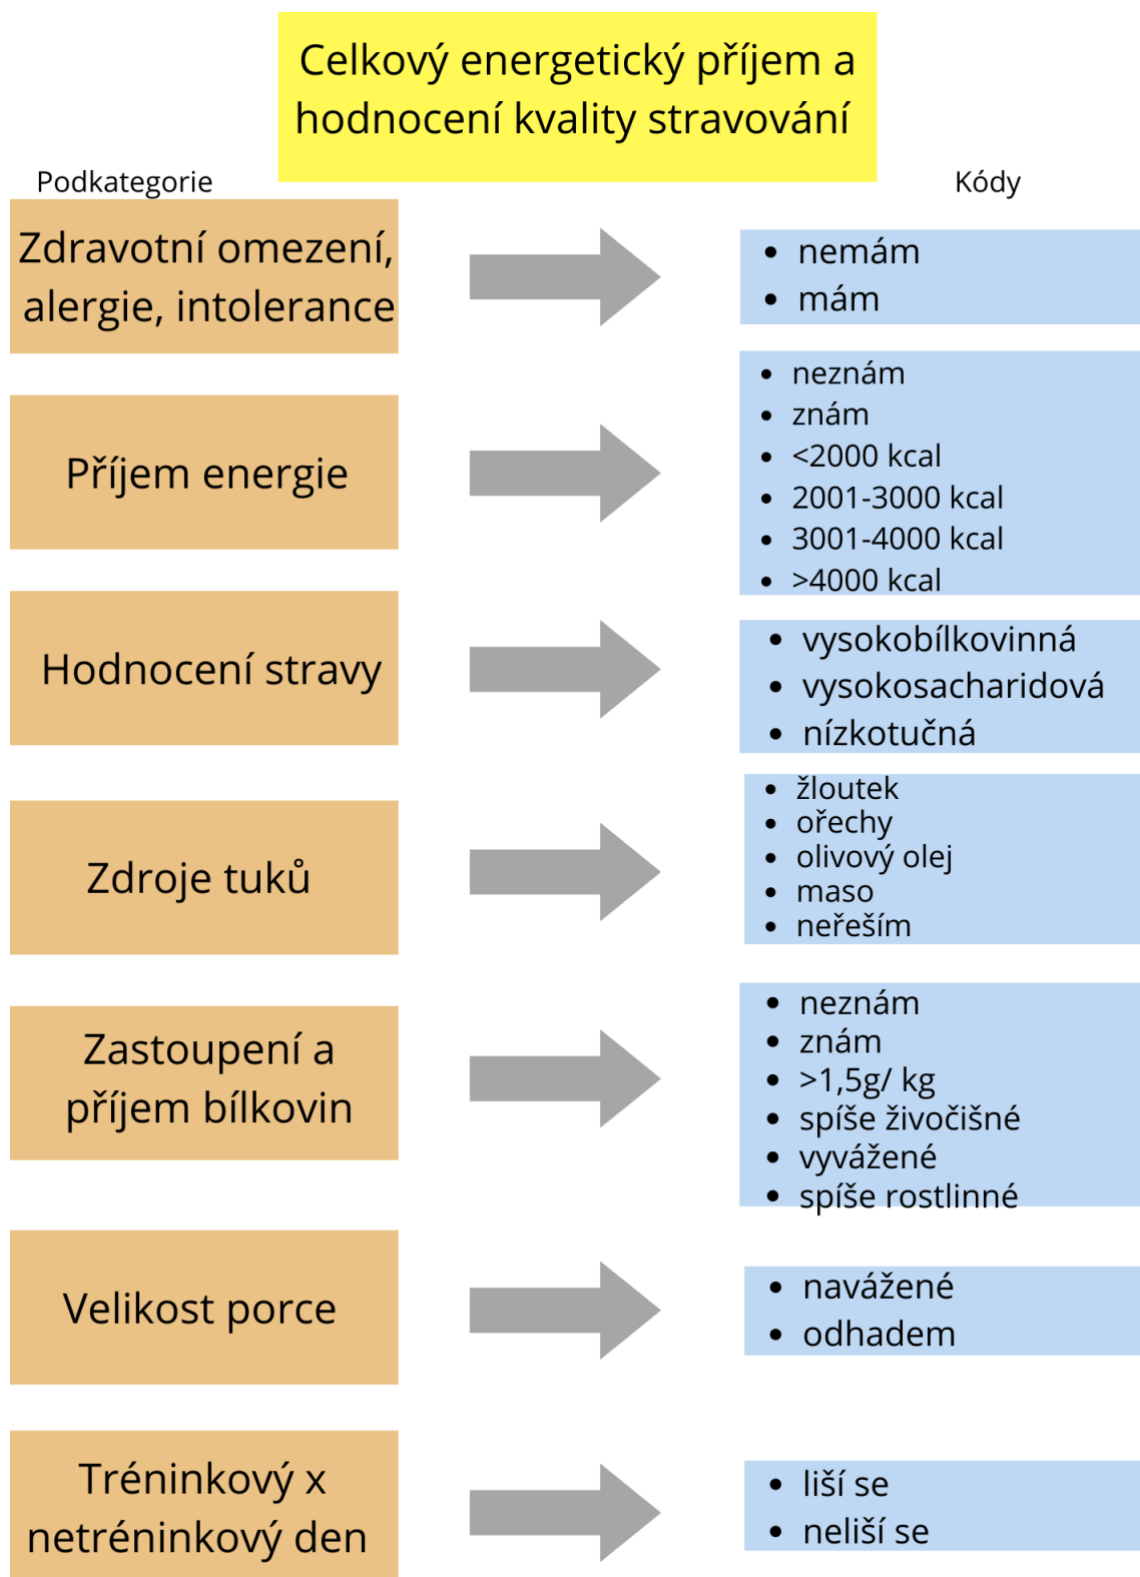 Celkový energetický příjem a
hodnocení kvality stravování
Podkategorie
Kódy
Zdravotní omezení,
alergie, intolerance
• nemám
• mám
Příjem energie
• neznám
• znám
• <2000 kcal
• 2001-3000 kcal
• 3001-4000 kcal
• >4000 kcal
Hodnocení stravy
• vysokobílkovinná
• vysokosacharidová
• nízkotučná
Zdroje tuků
• žloutek
• ořechy
• olivový olej
• maso
• neřeším
Zastoupení a
příjem bílkovin
• neznám
• znám
• >1,5g/ kg
• spíše živočišné
• vyvážené
• spíše rostlinné
Velikost porce
• navážené
• odhadem
Tréninkový x
netréninkový den
• liší se
• neliší se